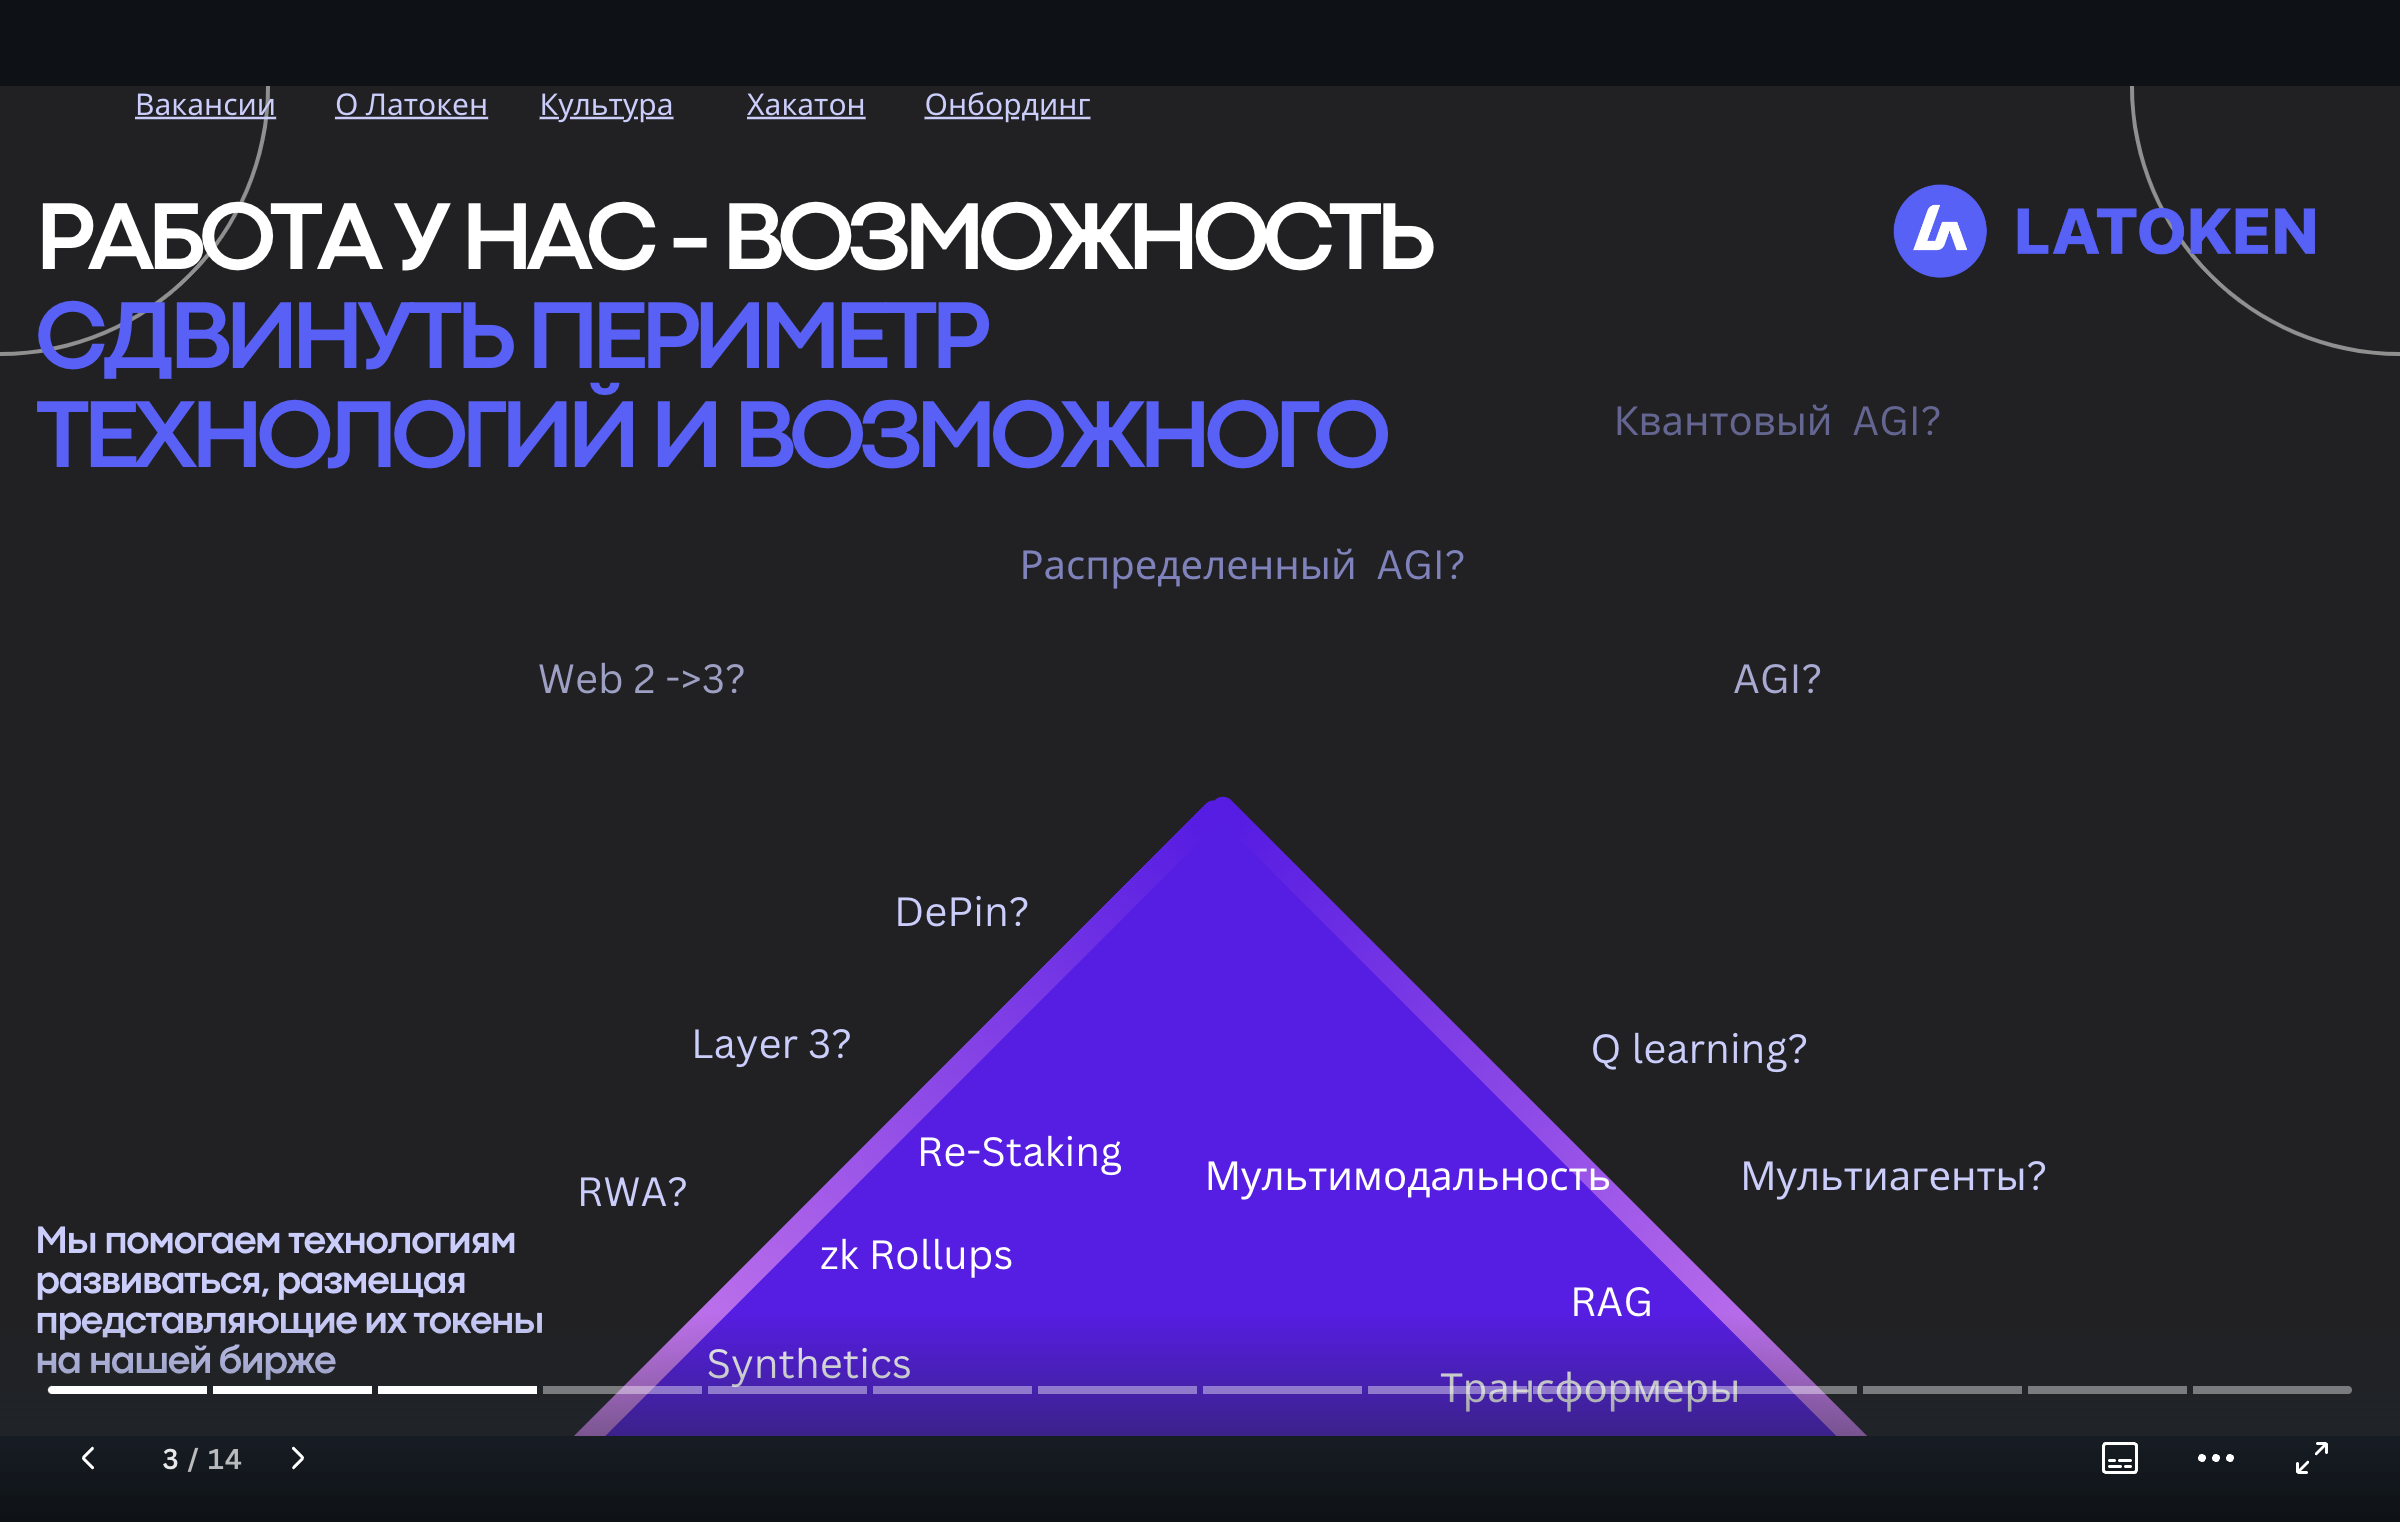 Вакансии О Латокен Культура Хакатон Онбординг
РАБОТА У НАС - ВОЗМОЖНОСТЬ
СДВИНУТЬ ПЕРИМЕТР
ТЕХНОЛОГИЙ И ВОЗМОЖНОГО
LATOKEN
Квантовый AGI?
Распределенный AGI?
Web 2 ->3?
AGI?
DePin?
Layer 3?
Q learning?
Re-Staking
Мультимодальность
Мультиагенты?
RWA?
zk Rollups
RAG
Synthetics
Трансформеры
Мы помогаем технологиям
развиваться, размещая
представляющие их токены
на нашей бирже
3 / 14